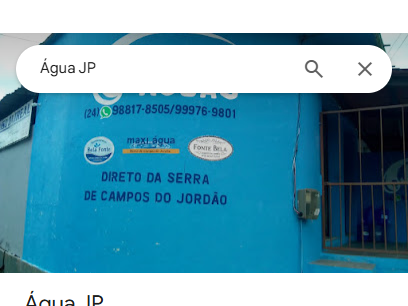 Água JP
(24) 98817-8505/99976-9801
Bela Fonte
maxi água
FONTE BELA
DIRETO DA SERRA
DE CAMPOS DO JORDÃO
Água JP